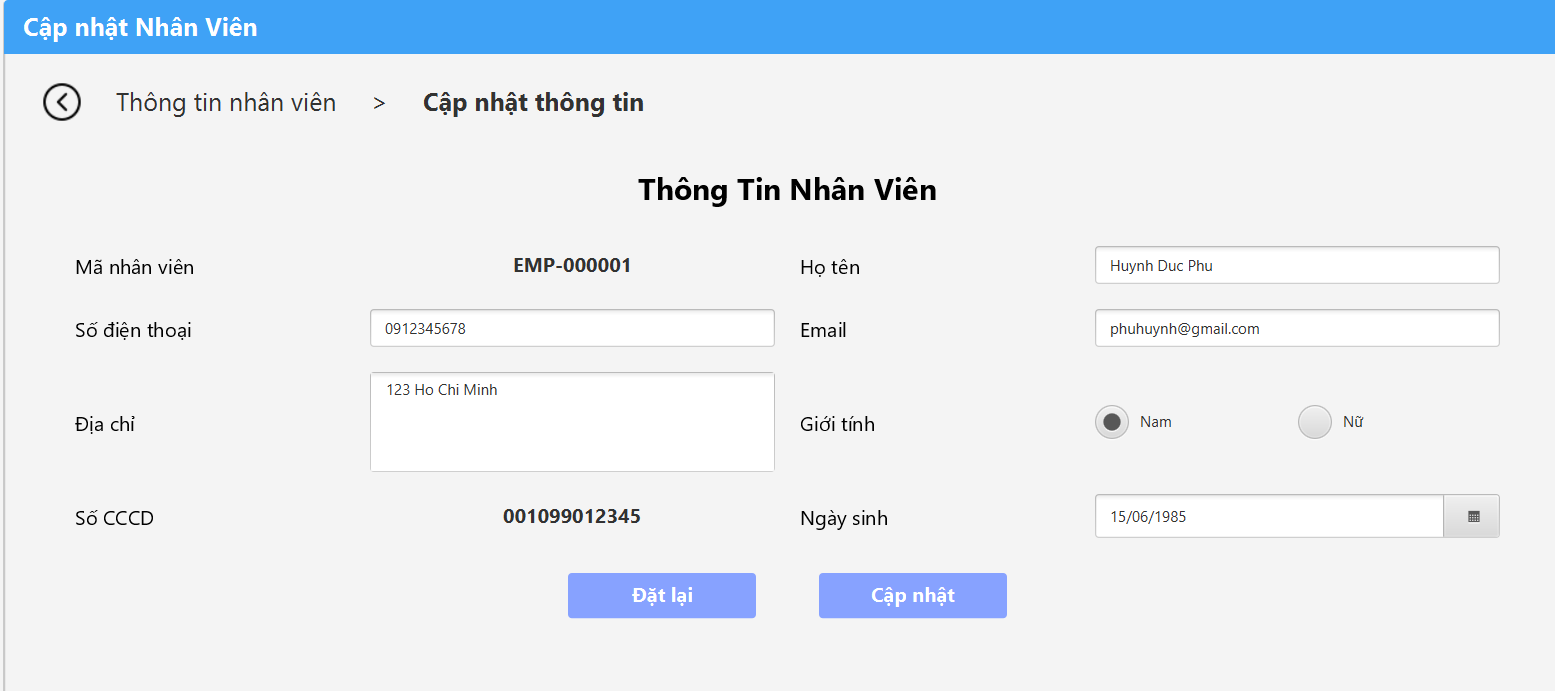 Cập nhật Nhân Viên
Thông tin nhân viên > Cập nhật thông tin
Thông Tin Nhân Viên
Mã nhân viên EMP-000001 Họ tên Huynh Duc Phu
Số điện thoại 0912345678 Email phuhuynh@gmail.com
123 Ho Chi Minh
Địa chỉ Giới tính Nam Nữ
Số CCCD 001099012345 Ngày sinh 15/06/1985
Đặt lại Cập nhật